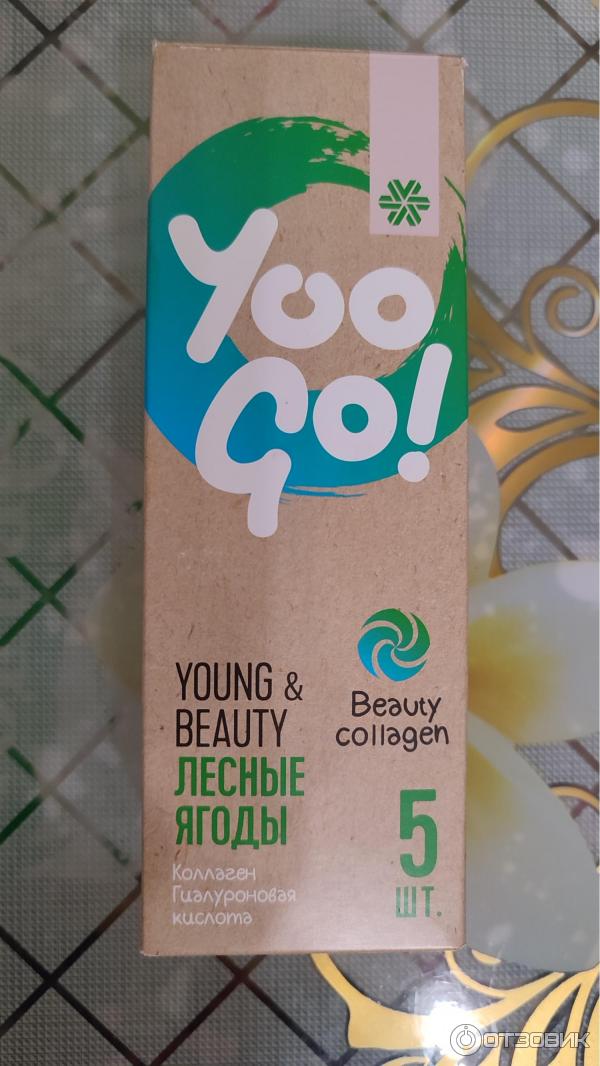 Yoo
Go!
YOUNG &
BEAUTY
ЛЕСНЫЕ
ЯГОДЫ
Коллаген
Гиалуроновая
кислота
Beauty
collagen
5
шт.
ОТЗОВИК